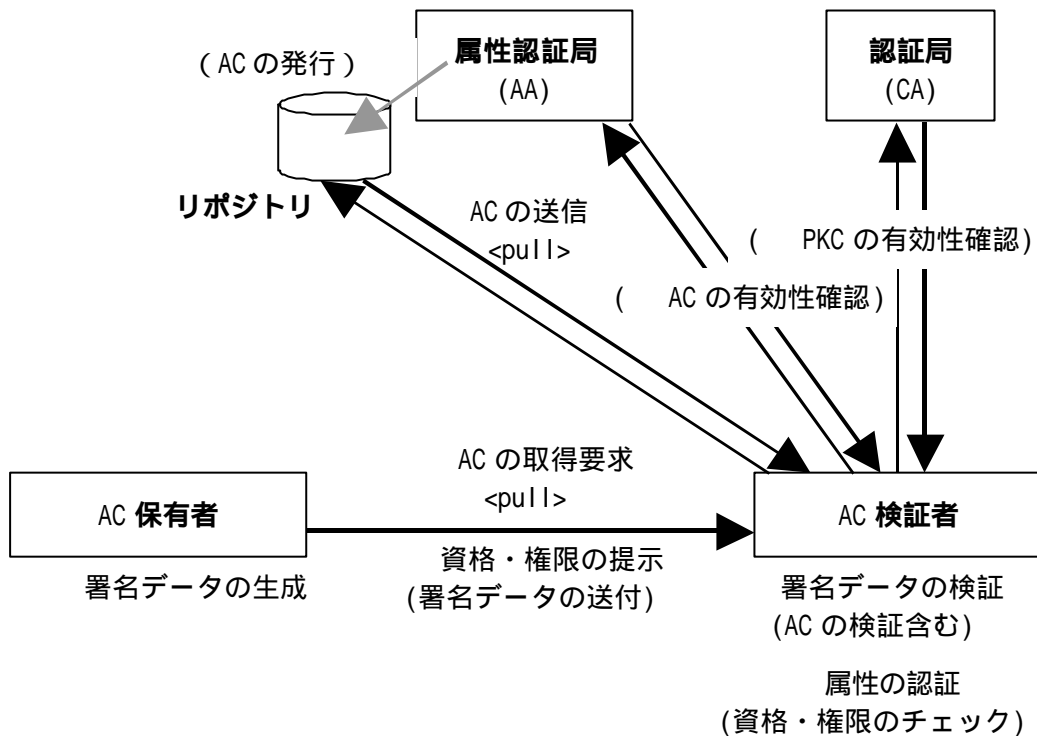 属性認証局
(AA)
認証局
(CA)
(ACの発行)
リポジトリ
ACの送信
<pull>
( PKCの有効性確認)
( ACの有効性確認)
ACの取得要求
<pull>
AC 保有者
AC 検証者
資格・権限の提示
(署名データの送付)
署名データの生成
署名データの検証
(ACの検証含む)
属性の認証
(資格・権限のチェック)